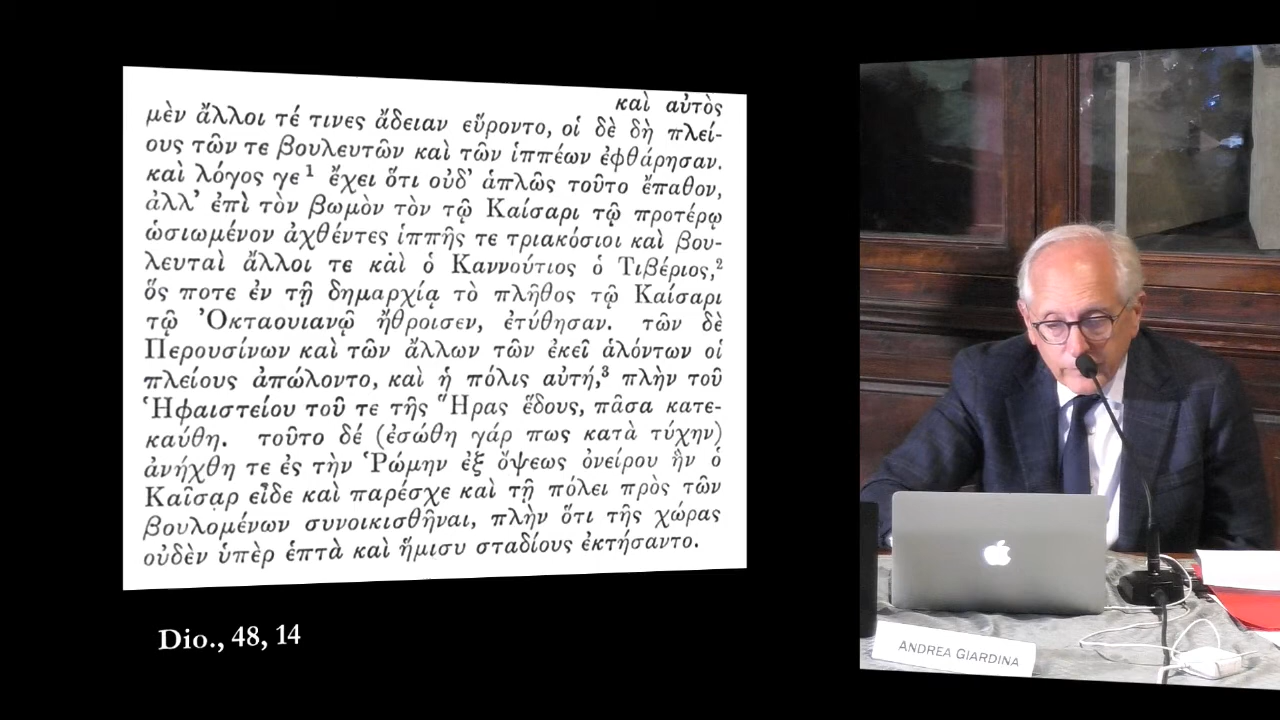 καὶ αὐτὸς
μὲν ἄλλοι τέ τινες ἄδειαν εὕροντο, οἱ δὲ δὴ πλεί-
ους τῶν τε βουλευτῶν καὶ τῶν ἱππέων ἐφθάρησαν.
καὶ λόγος γε¹ ἔχει ὅτι οὐδ᾽ ἁπλῶς τοῦτο ἔπαθον,
ἀλλ᾽ ἐπὶ τὸν βωμὸν τὸν τῷ Καίσαρι τῷ προτέρῳ
ὡσιωμένον ἀχθέντες ἱππῆς τε τριακόσιοι καὶ βου-
λευταὶ ἄλλοι τε καὶ ὁ Καννούτιος ὁ Τιβέριος,²
ὅς ποτε ἐν τῇ δημαρχίᾳ τὸ πλῆθος τῷ Καίσαρι
τῷ Ὀκταουιανῷ ἤθροισεν, ἐτύθησαν. τῶν δὲ
Περουσίνων καὶ τῶν ἄλλων τῶν ἐκεῖ ἁλόντων οἱ
πλείους ἀπώλοντο, καὶ ἡ πόλις αὐτή,³ πλὴν τοῦ
Ἡφαιστείου τοῦ τε τῆς Ἥρας ἕδους, πᾶσα κατε-
καύθη. τοῦτο δέ (ἐσώθη γάρ πως κατὰ τύχην)
ἀνήχθη τε ἐς τὴν Ῥώμην ἐξ ὄψεως ὀνείρου ἣν ὁ
Καῖσαρ εἶδε καὶ παρέσχε καὶ τῇ πόλει πρὸς τῶν
βουλομένων συνοικισθῆναι, πλὴν ὅτι τῆς χώρας
οὐδὲν ὑπὲρ ἑπτὰ καὶ ἥμισυ σταδίους ἐκτήσαντο.
Dio., 48, 14
ANDREA GIARDINA